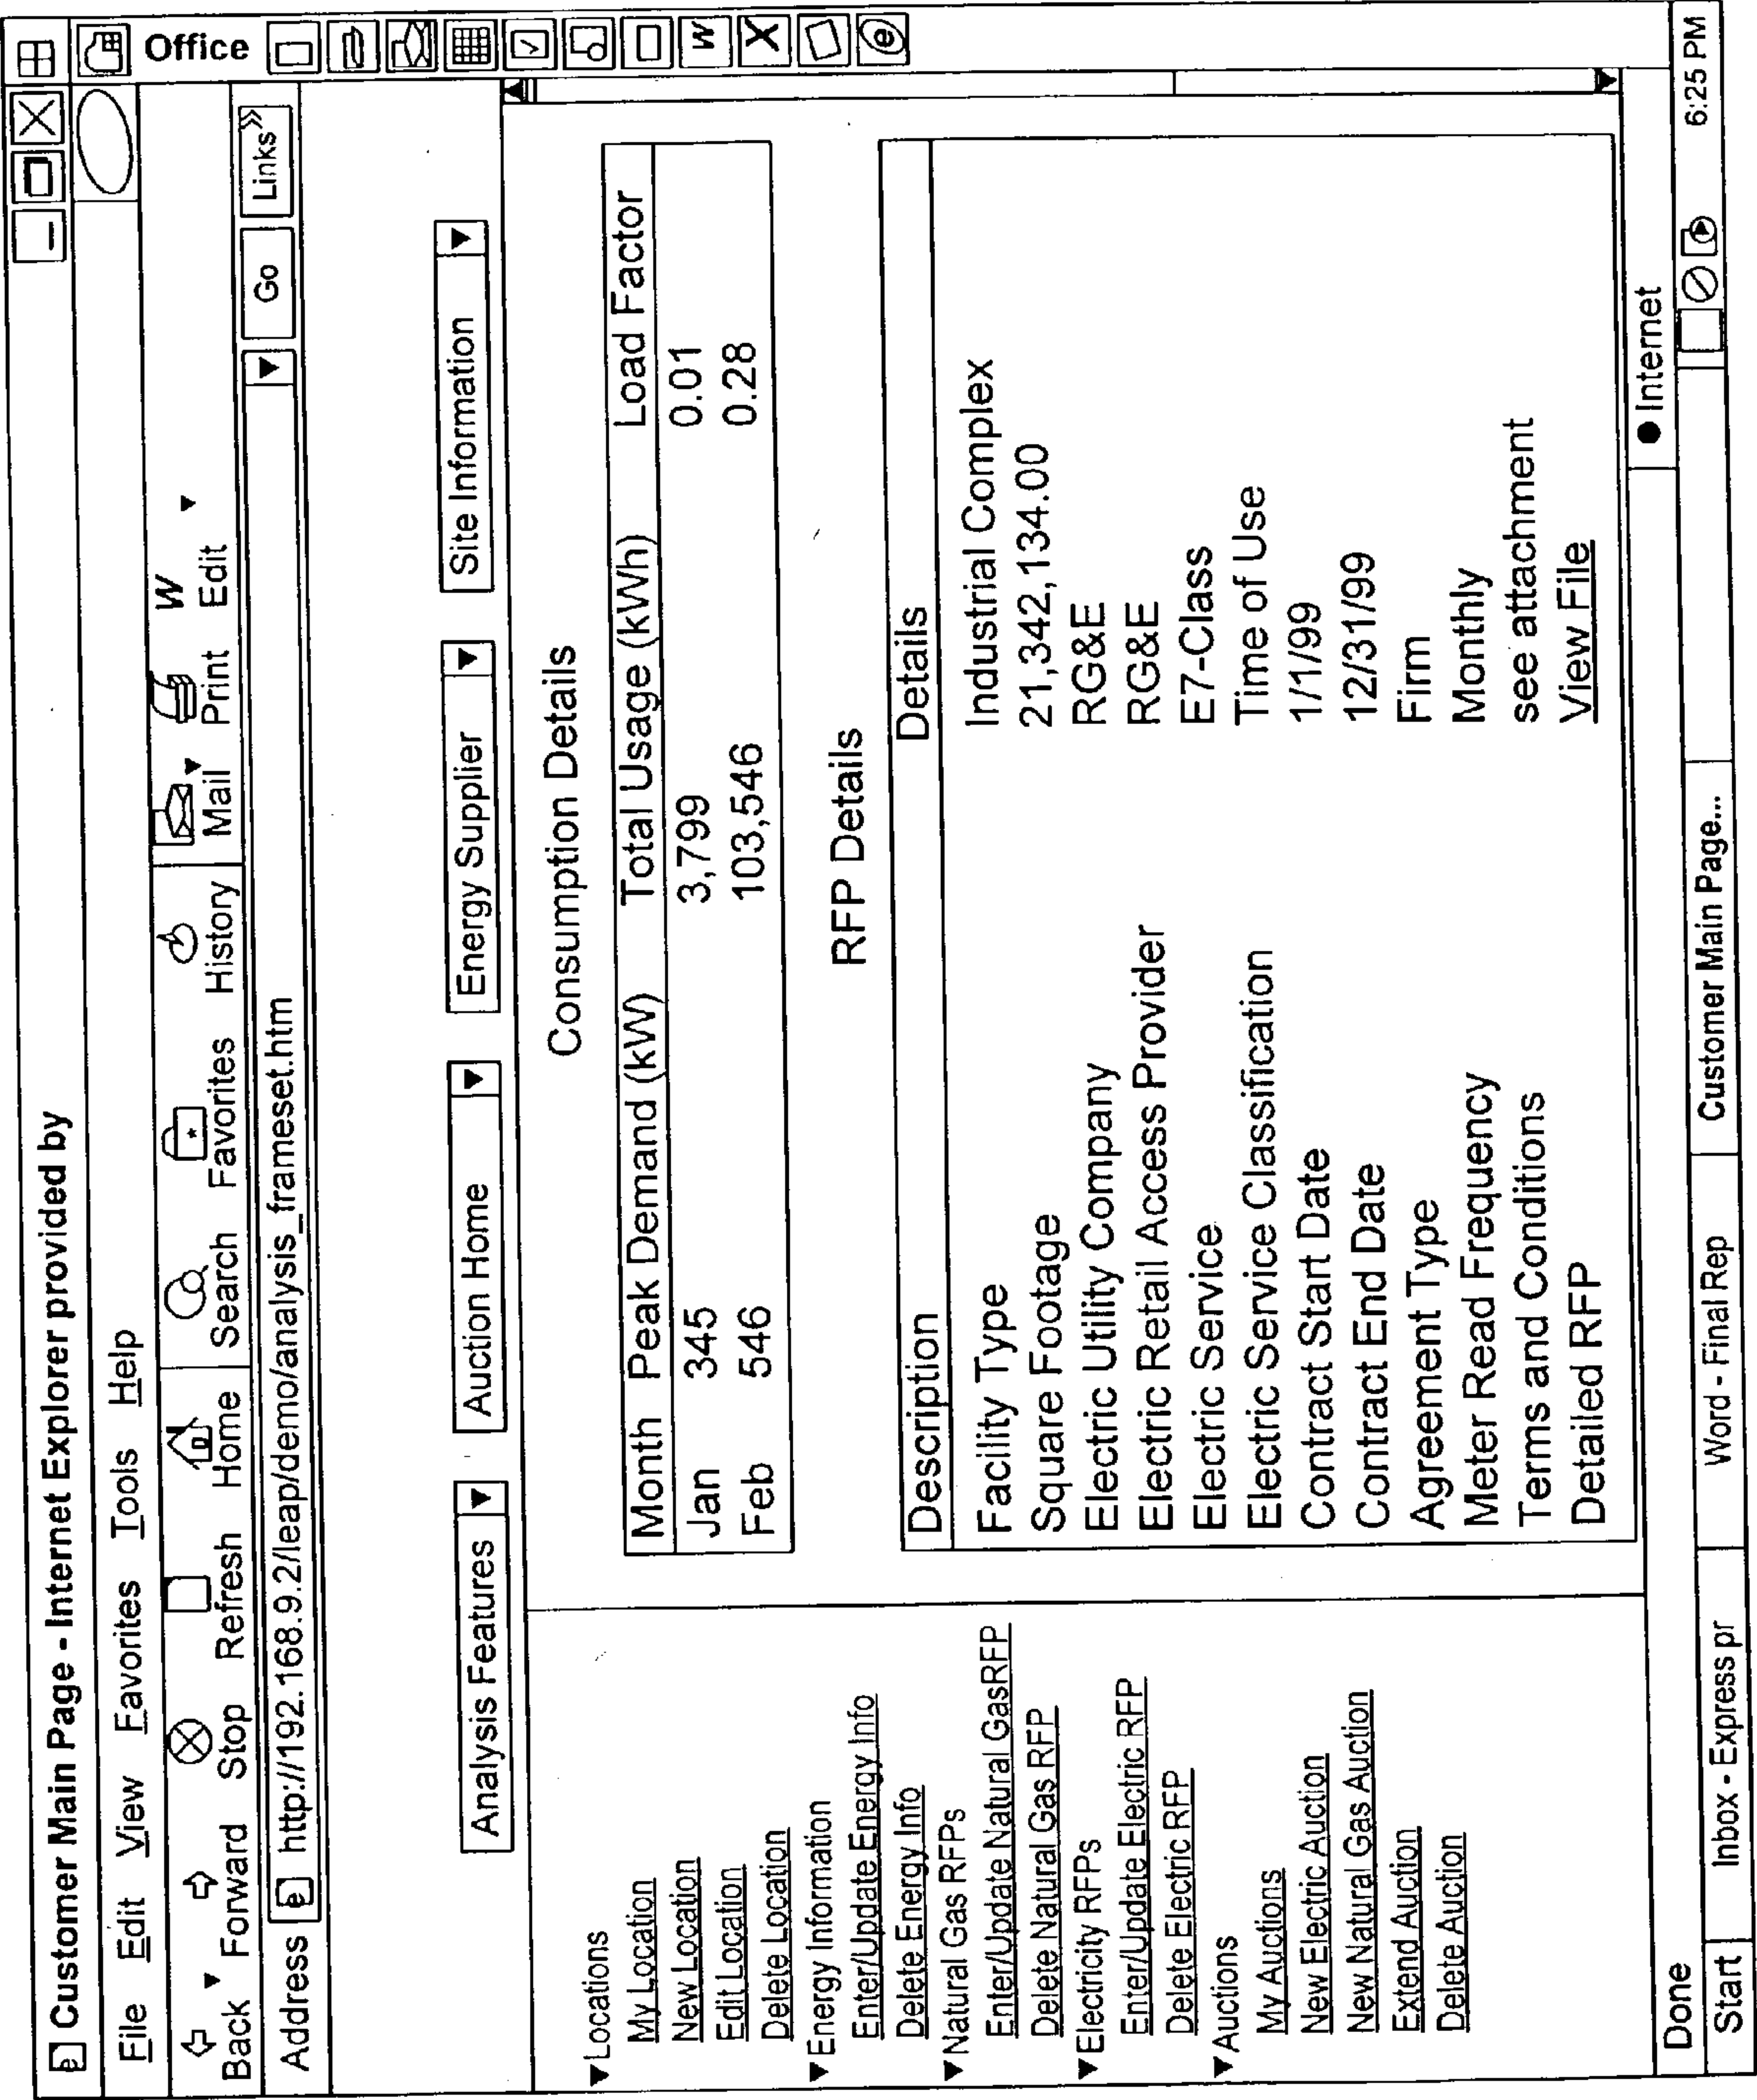 Customer Main Page - Internet Explorer provided by
File Edit View Favorites Tools Help
Back Forward Stop Refresh Home Search Favorites History Mail Print Edit
Address http://192.168.9.2/leap/demo/analysis_frameset.htm Go Links
Office
Analysis Features Auction Home Energy Supplier Site Information
Locations
My Location
New Location
Edit Location
Delete Location
Energy Information
Enter/Update Energy Info
Delete Energy Info
Natural Gas RFPs
Enter/Update Natural GasRFP
Delete Natural Gas RFP
Electricity RFPs
Enter/Update Electric RFP
Delete Electric RFP
Auctions
My Auctions
New Electric Auction
New Natural Gas Auction
Extend Auction
Delete Auction
Consumption Details
Month Peak Demand (kW) Total Usage (kWh) Load Factor
Jan 345 3,799 0.01
Feb 546 103,546 0.28
RFP Details
Description Details
Facility Type Industrial Complex
Square Footage 21,342,134.00
Electric Utility Company RG&E
Electric Retail Access Provider RG&E
Electric Service E7-Class
Electric Service Classification Time of Use
Contract Start Date 1/1/99
Contract End Date 12/31/99
Agreement Type Firm
Meter Read Frequency Monthly
Terms and Conditions see attachment
Detailed RFP View File
Done Internet
Start Inbox - Express pr Word - Final Rep Customer Main Page... 6:25 PM